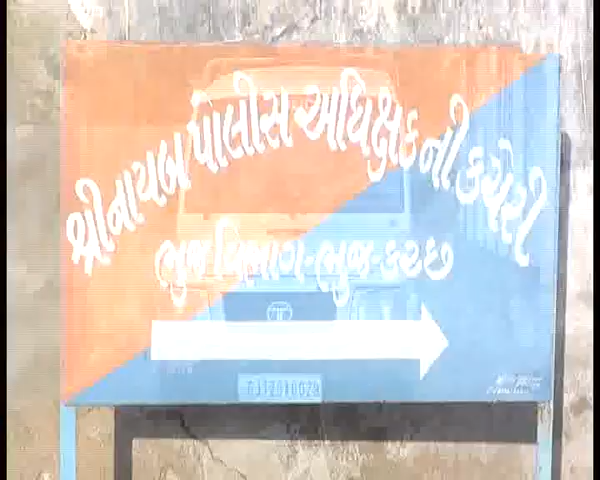 શ્રી નાયબ પોલીસ અધિક્ષક ની કચેરી
ભુજ વિભાગ-ભુજ-કચ્છ